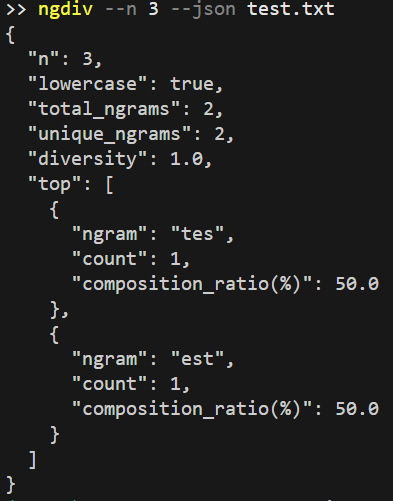 >> ngdiv --n 3 --json test.txt
{
  "n": 3,
  "lowercase": true,
  "total_ngrams": 2,
  "unique_ngrams": 2,
  "diversity": 1.0,
  "top": [
    {
      "ngram": "tes",
      "count": 1,
      "composition_ratio(%)": 50.0
    },
    {
      "ngram": "est",
      "count": 1,
      "composition_ratio(%)": 50.0
    }
  ]
}